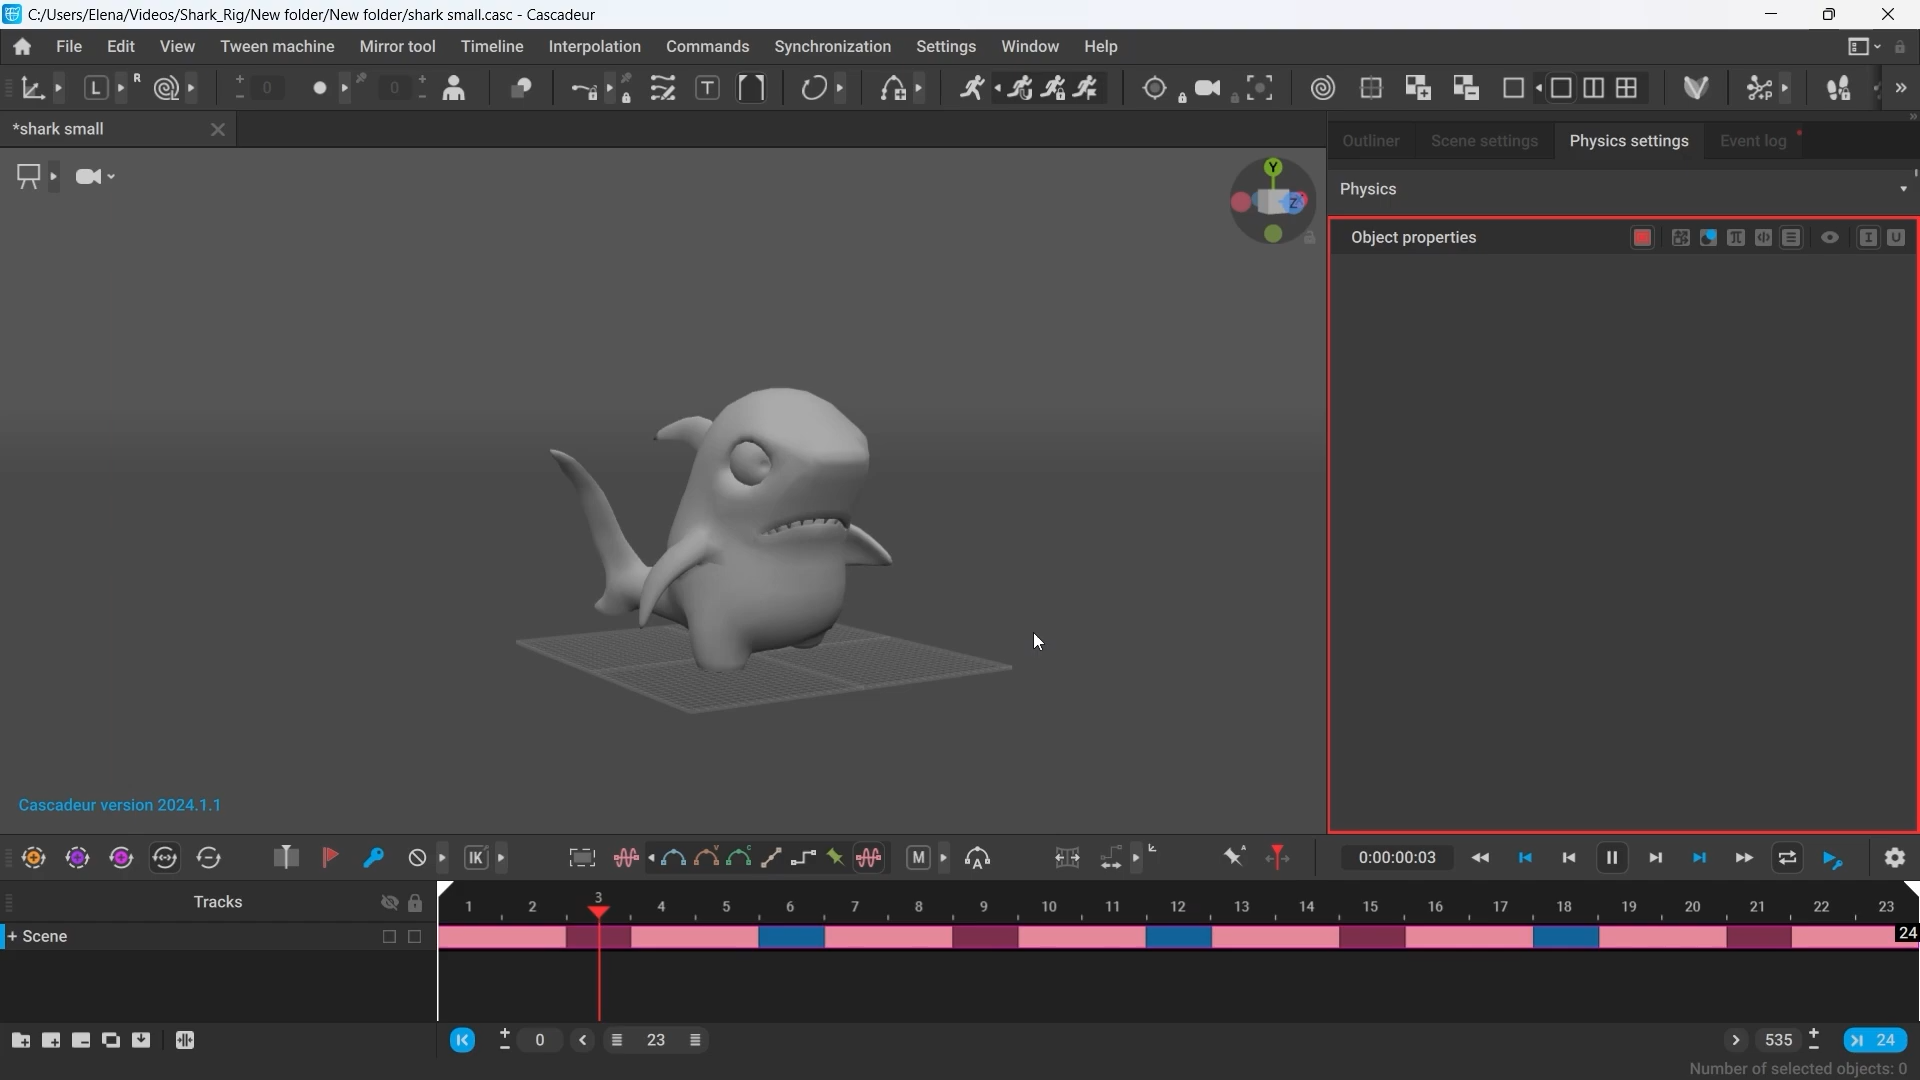 C:/Users/Elena/Videos/Shark_Rig/New folder/New folder/shark small.casc - Cascadeur
File Edit View Tween machine Mirror tool Timeline Interpolation Commands Synchronization Settings Window Help
L R 0 0 T
*shark small
Outliner Scene settings Physics settings Event log
Physics
Object properties I U
Y
Z
Cascadeur version 2024.1.1
IK M A 0:00:00:03
Tracks
1 2 3 4 5 6 7 8 9 10 11 12 13 14 15 16 17 18 19 20 21 22 23
+ Scene 24
0 23 535 24
Number of selected objects: 0